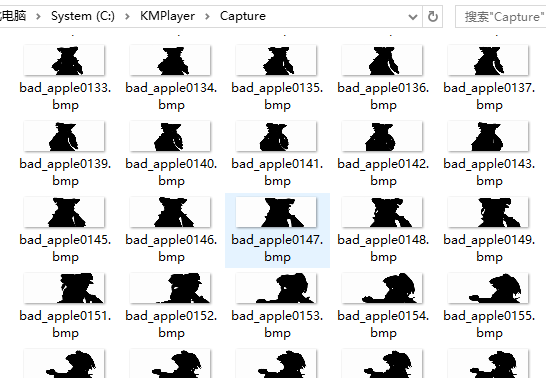 电脑 > System (C:) > KMPlayer > Capture
搜索"Capture"
bad_apple0133.
bmp
bad_apple0134.
bmp
bad_apple0135.
bmp
bad_apple0136.
bmp
bad_apple0137.
bmp
bad_apple0139.
bmp
bad_apple0140.
bmp
bad_apple0141.
bmp
bad_apple0142.
bmp
bad_apple0143.
bmp
bad_apple0145.
bmp
bad_apple0146.
bmp
bad_apple0147.
bmp
bad_apple0148.
bmp
bad_apple0149.
bmp
bad_apple0151.
bmp
bad_apple0152.
bmp
bad_apple0153.
bmp
bad_apple0154.
bmp
bad_apple0155.
bmp